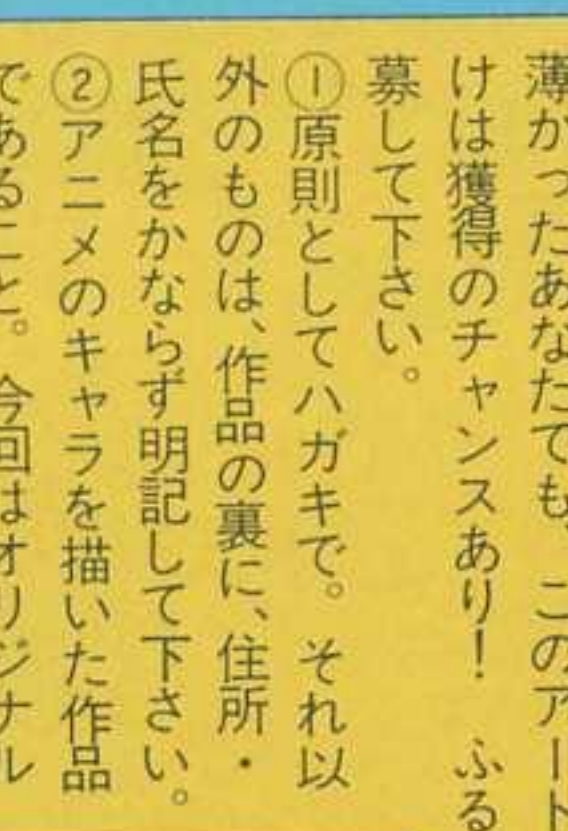 薄かったあなたでも、このアート
けは獲得のチャンスあり！　ふる
募して下さい。
①原則としてハガキで。それ以
外のものは、作品の裏に、住所・
氏名をかならず明記して下さい。
②アニメのキャラを描いた作品
であること。今回はオリジナル